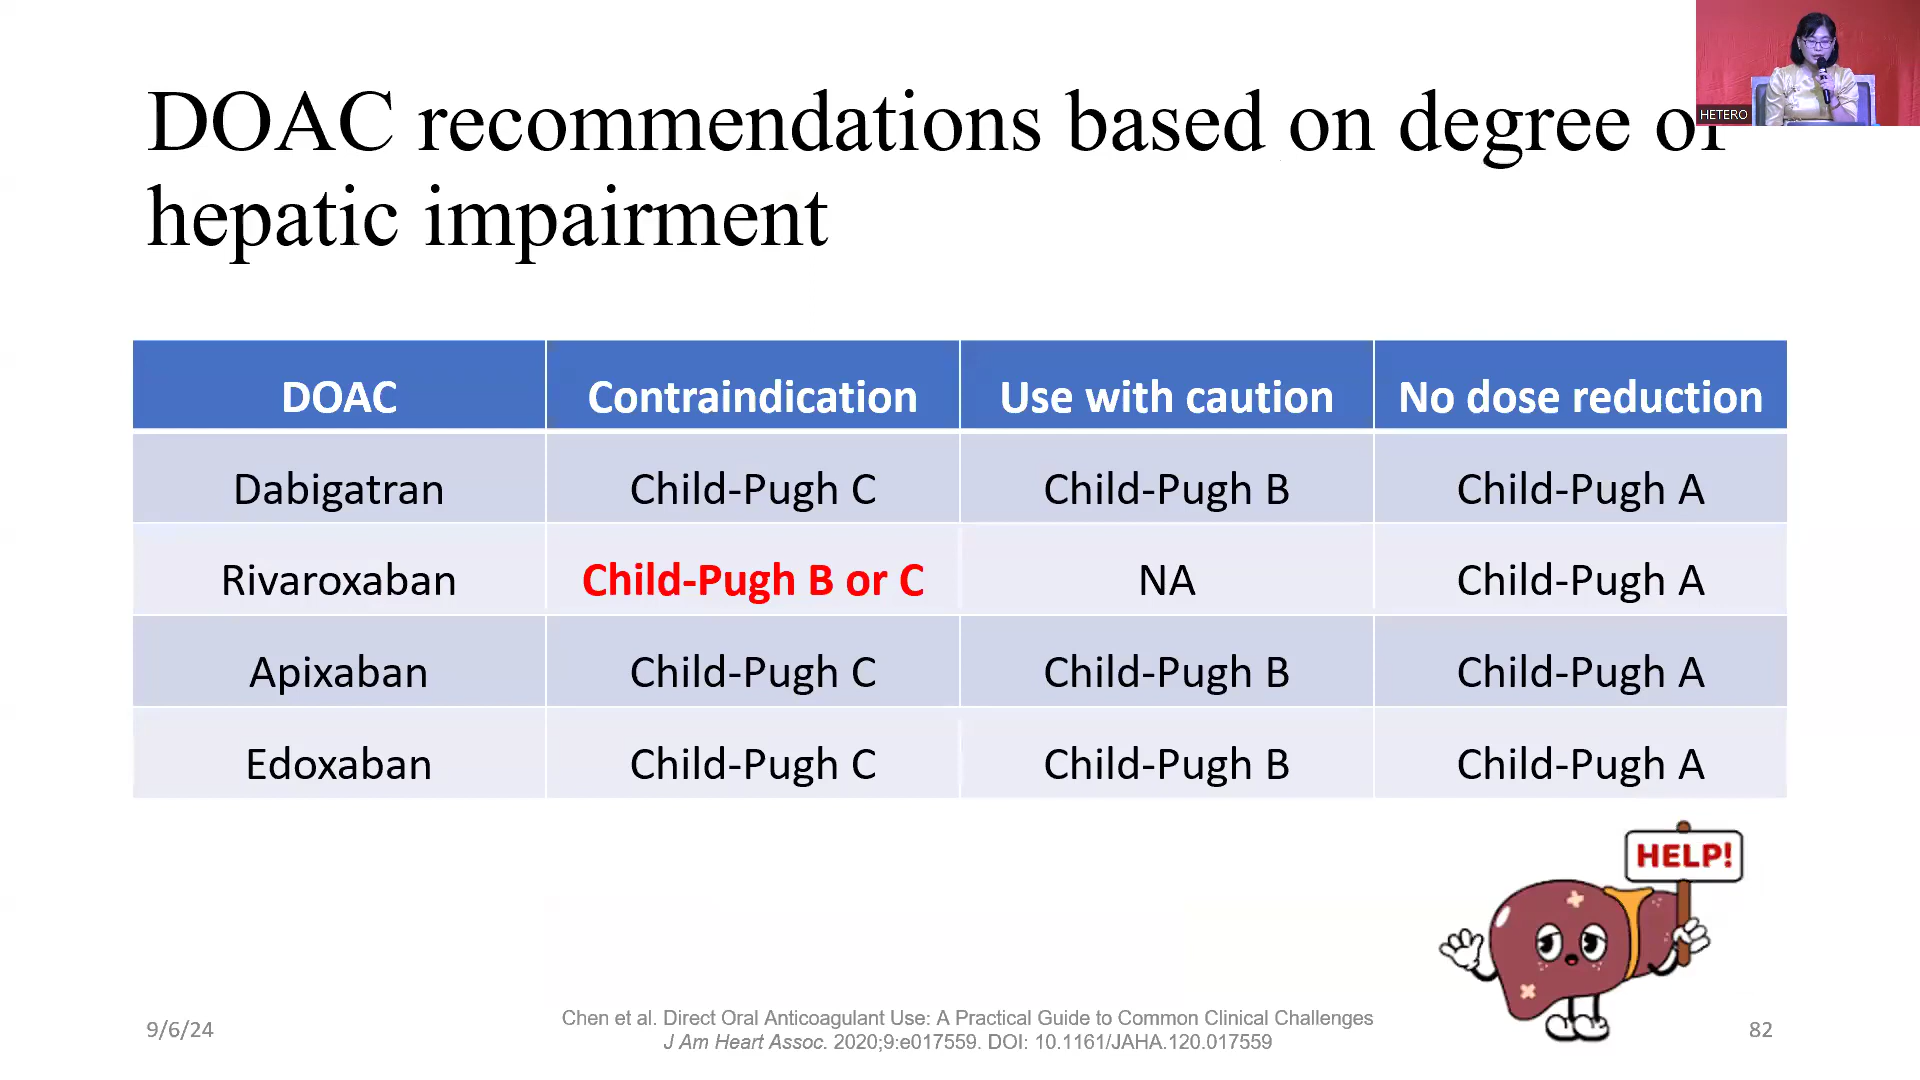 HETERO
DOAC recommendations based on degree of
hepatic impairment
DOAC Contraindication Use with caution No dose reduction
Dabigatran Child-Pugh C Child-Pugh B Child-Pugh A
Rivaroxaban Child-Pugh B or C NA Child-Pugh A
Apixaban Child-Pugh C Child-Pugh B Child-Pugh A
Edoxaban Child-Pugh C Child-Pugh B Child-Pugh A
HELP!
9/6/24
Chen et al. Direct Oral Anticoagulant Use: A Practical Guide to Common Clinical Challenges
J Am Heart Assoc. 2020;9:e017559. DOI: 10.1161/JAHA.120.017559
82